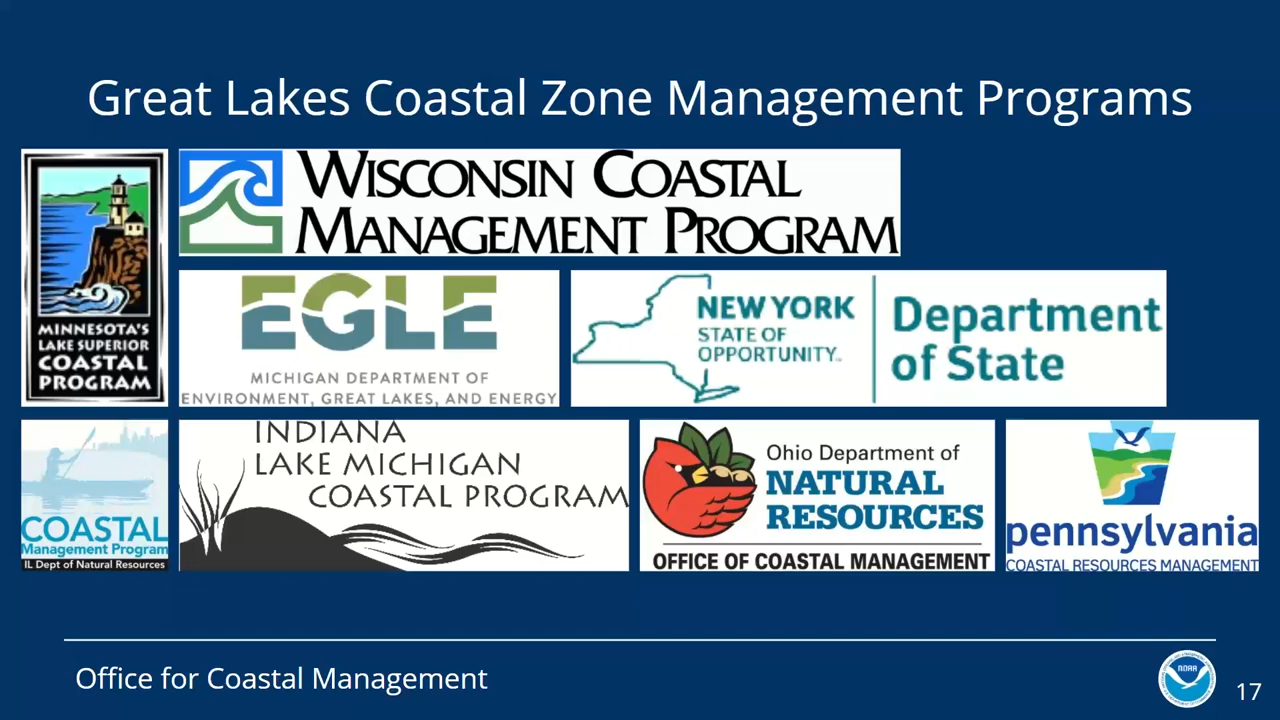 Great Lakes Coastal Zone Management Programs
MINNESOTA'S
LAKE SUPERIOR
COASTAL
PROGRAM
WISCONSIN COASTAL
MANAGEMENT PROGRAM
EGLE
MICHIGAN DEPARTMENT OF
ENVIRONMENT, GREAT LAKES, AND ENERGY
NEW YORK
STATE OF
OPPORTUNITY.
Department
of State
COASTAL
Management Program
IL Dept of Natural Resources
INDIANA
LAKE MICHIGAN
COASTAL PROGRAM
Ohio Department of
NATURAL
RESOURCES
OFFICE OF COASTAL MANAGEMENT
pennsylvania
COASTAL RESOURCES MANAGEMENT
Office for Coastal Management
NOAA
17